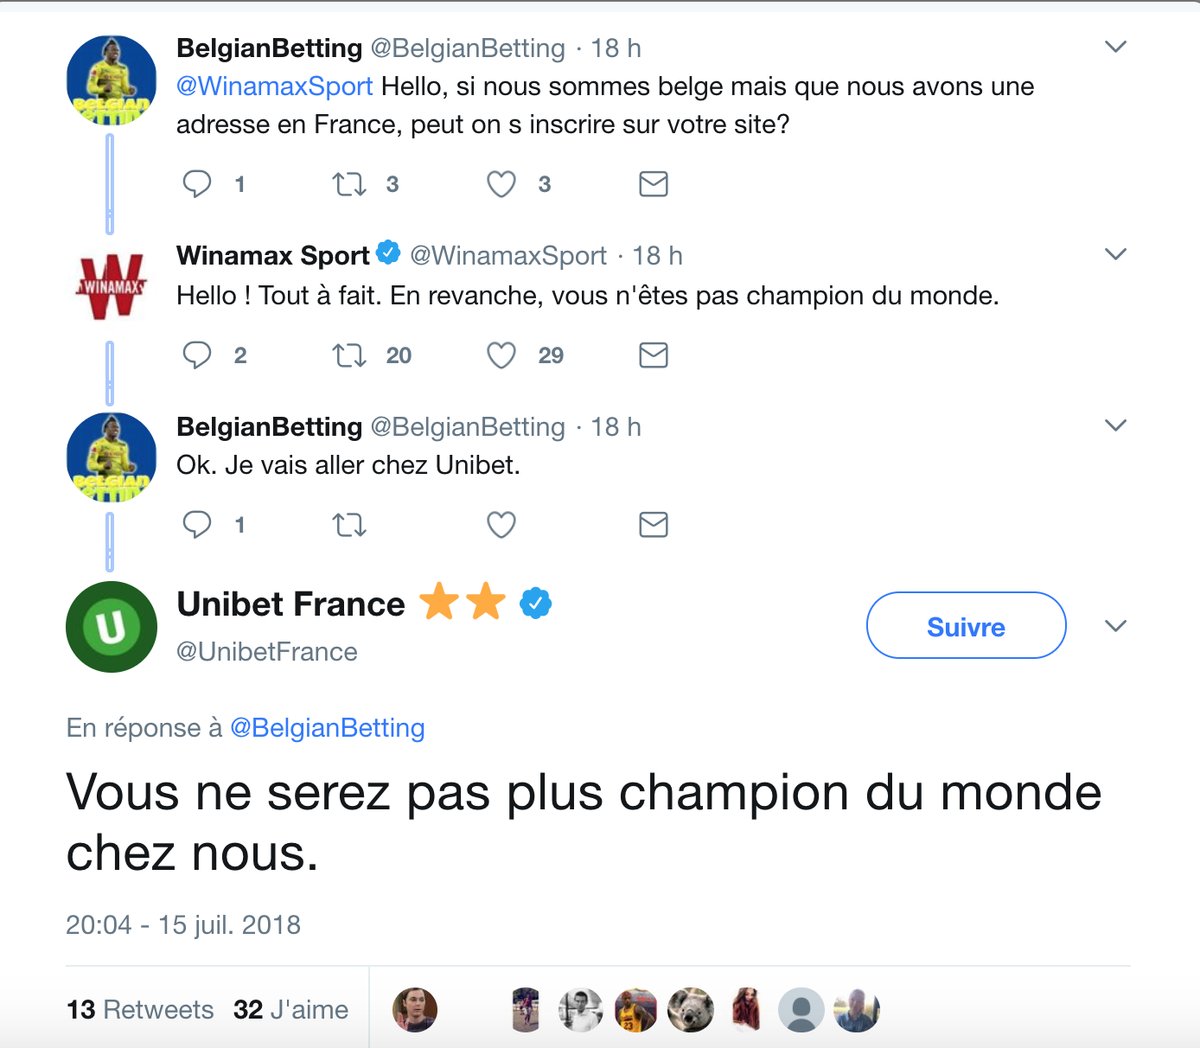 BelgianBetting @BelgianBetting · 18 h
@WinamaxSport Hello, si nous sommes belge mais que nous avons une
adresse en France, peut on s inscrire sur votre site?
1 3 3
Winamax Sport @WinamaxSport · 18 h
WINAMAX
Hello ! Tout à fait. En revanche, vous n'êtes pas champion du monde.
2 20 29
BelgianBetting @BelgianBetting · 18 h
Ok. Je vais aller chez Unibet.
1
Unibet France
U
Suivre
@UnibetFrance
En réponse à @BelgianBetting
Vous ne serez pas plus champion du monde
chez nous.
20:04 - 15 juil. 2018
13 Retweets 32 J'aime